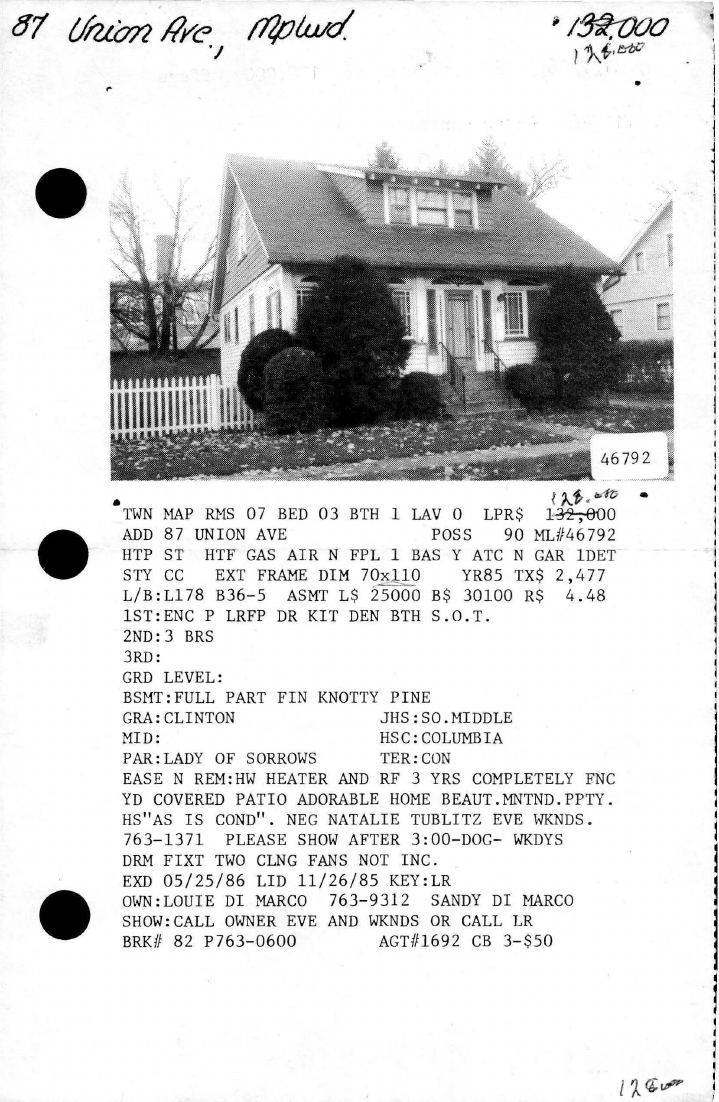 87 Union Ave., Mplwd. 132,000
128,000
46792
128,000
TWN MAP RMS 07 BED 03 BTH 1 LAV 0 LPR$ 132,000
ADD 87 UNION AVE POSS 90 ML#46792
HTP ST HTF GAS AIR N FPL 1 BAS Y ATC N GAR 1DET
STY CC EXT FRAME DIM 70x110 YR85 TX$ 2,477
L/B:L178 B36-5 ASMT L$ 25000 B$ 30100 R$ 4.48
1ST:ENC P LRFP DR KIT DEN BTH S.O.T.
2ND:3 BRS
3RD:
GRD LEVEL:
BSMT:FULL PART FIN KNOTTY PINE
GRA:CLINTON JHS:SO.MIDDLE
MID: HSC:COLUMBIA
PAR:LADY OF SORROWS TER:CON
EASE N REM:HW HEATER AND RF 3 YRS COMPLETELY FNC
YD COVERED PATIO ADORABLE HOME BEAUT.MNTND.PPTY.
HS"AS IS COND". NEG NATALIE TUBLITZ EVE WKNDS.
763-1371 PLEASE SHOW AFTER 3:00-DOG- WKDYS
DRM FIXT TWO CLNG FANS NOT INC.
EXD 05/25/86 LID 11/26/85 KEY:LR
OWN:LOUIE DI MARCO 763-9312 SANDY DI MARCO
SHOW:CALL OWNER EVE AND WKNDS OR CALL LR
BRK# 82 P763-0600 AGT#1692 CB 3-$50
128,000